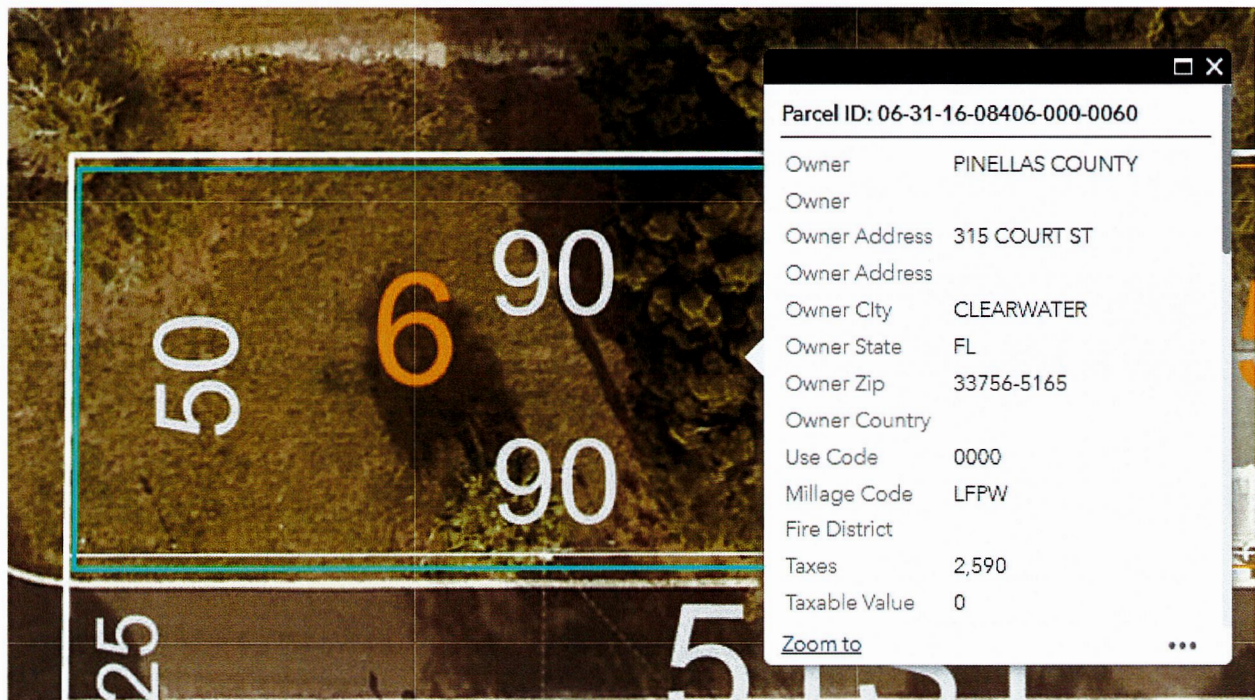 Parcel ID: 06-31-16-08406-000-0060
Owner PINELLAS COUNTY
Owner
Owner Address 315 COURT ST
Owner Address
Owner CIty CLEARWATER
Owner State FL
Owner Zip 33756-5165
Owner Country
Use Code 0000
Millage Code LFPW
Fire District
Taxes 2,590
Taxable Value 0
Zoom to
90
6
50
90
25